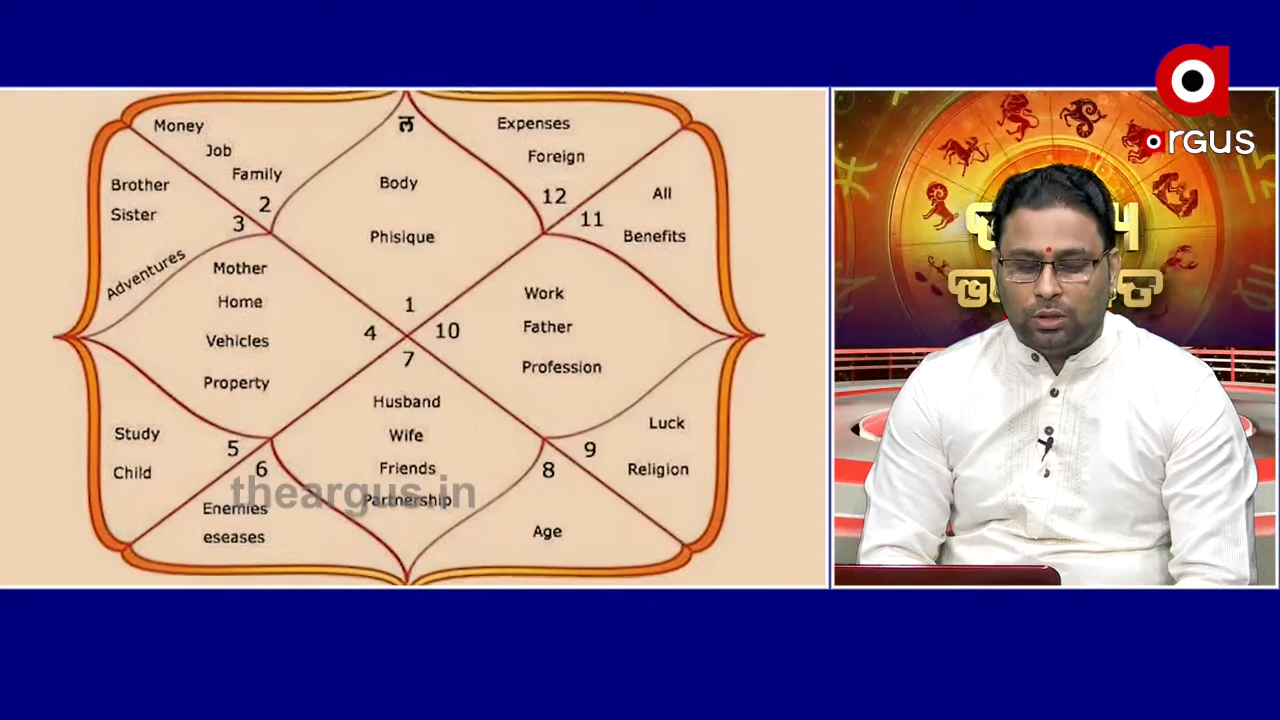 Money
Job
Family
2
Brother
Sister
3
Adventures
Body
Phisique
1
Expenses
Foreign
12
11
All
Benefits
Mother
Home
Vehicles
Property
4
10
Work
Father
Profession
7
Husband
Wife
Friends
Partnership
Study
Child
5
6
Enemies
eseases
8
Age
9
Luck
Religion
theargus.in
argus